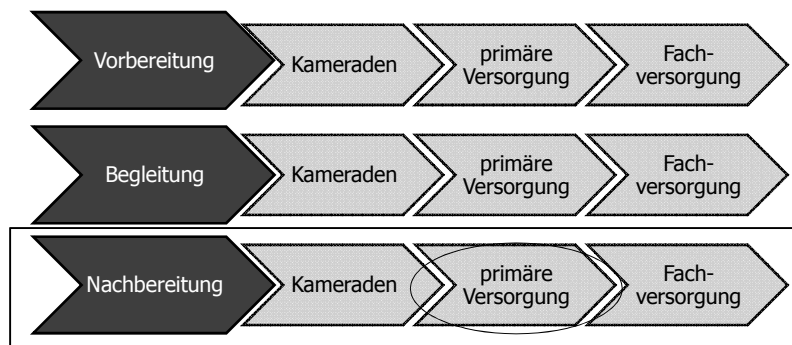 Vorbereitung
Kameraden
primäre
Versorgung
Fach-
versorgung
Begleitung
Kameraden
primäre
Versorgung
Fach-
versorgung
Nachbereitung
Kameraden
primäre
Versorgung
Fach-
versorgung